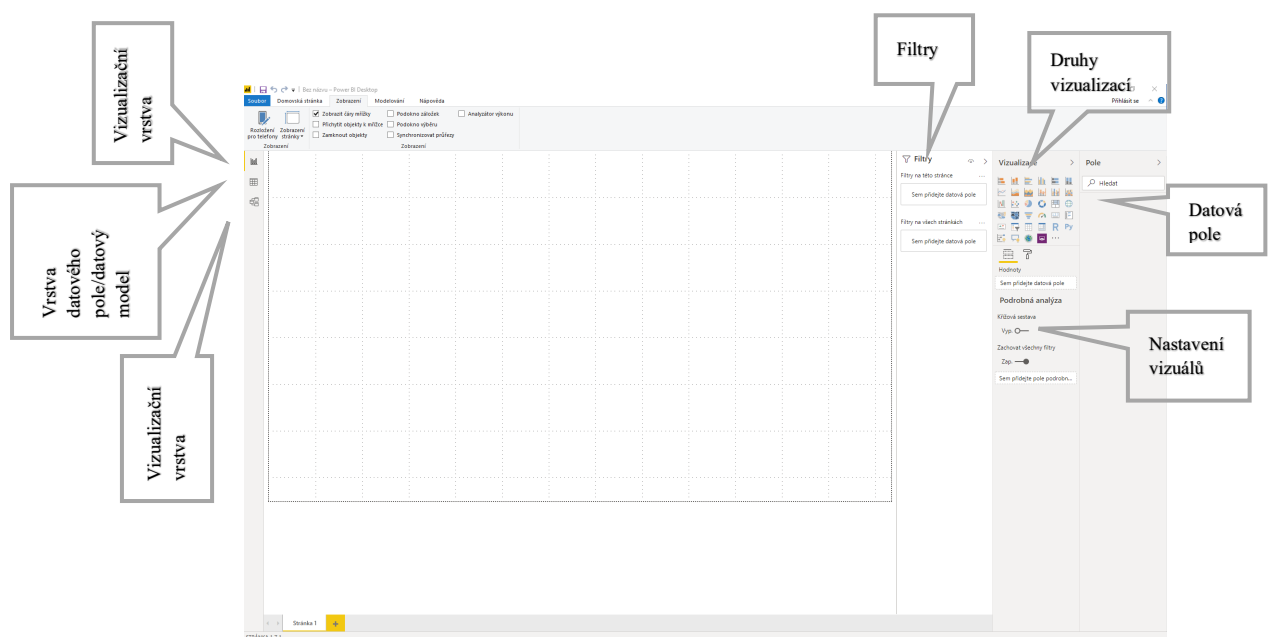 Vizualizační
vrstva
Vrstva
datového
pole/datový
model
Vizualizační
vrstva
Filtry
Druhy
vizualizací
Datová
pole
Nastavení
vizuálů
Bez názvu – Power BI Desktop
Přihlásit se
Soubor Domovská stránka Zobrazení Modelování Nápověda
Rozložení
pro telefony
Zobrazení
stránky
Zobrazení
Zobrazit čáry mřížky
Přichytit objekty k mřížce
Zamknout objekty
Podokno záložek
Podokno výběru
Synchronizovat průřezy
Analyzátor výkonu
Zobrazení
Filtry
Filtry na této stránce ...
Sem přidejte datová pole
Filtry na všech stránkách ...
Sem přidejte datová pole
Vizualizace
R Py
Hodnoty
Sem přidejte datová pole
Podrobná analýza
Křížová sestava
Vyp.
Zachovat všechny filtry
Zap.
Sem přidejte pole podrobn...
Pole
Hledat
Stránka 1 +